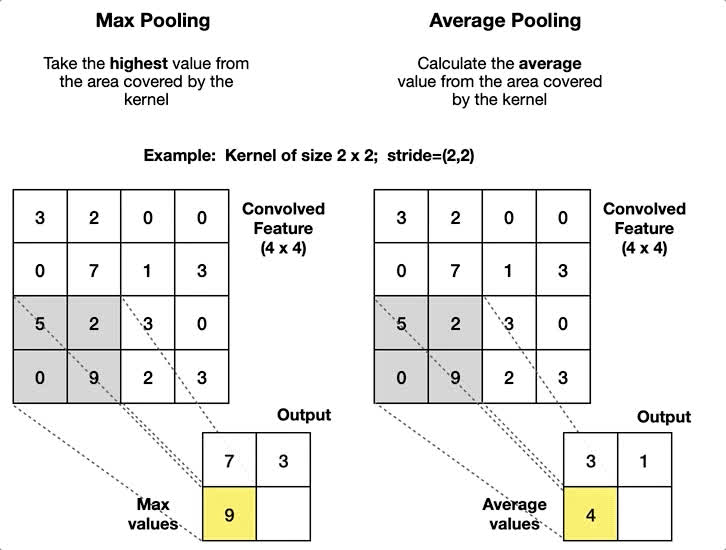 Max Pooling
Take the highest value from
the area covered by the
kernel
Average Pooling
Calculate the average
value from the area covered
by the kernel
Example: Kernel of size 2 x 2; stride=(2,2)
3 2 0 0
0 7 1 3
5 2 3 0
0 9 2 3
Convolved
Feature
(4 x 4)
Output
7 3
9
Max
values
3 2 0 0
0 7 1 3
5 2 3 0
0 9 2 3
Convolved
Feature
(4 x 4)
Output
3 1
4
Average
values